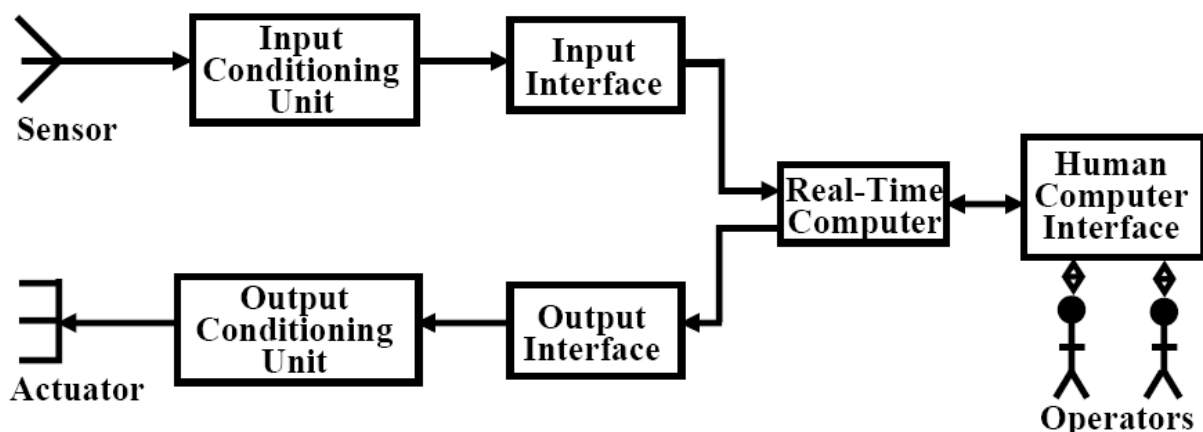 Input
Conditioning
Unit
Input
Interface
Sensor
Real-Time
Computer
Human
Computer
Interface
Output
Conditioning
Unit
Output
Interface
Actuator
Operators